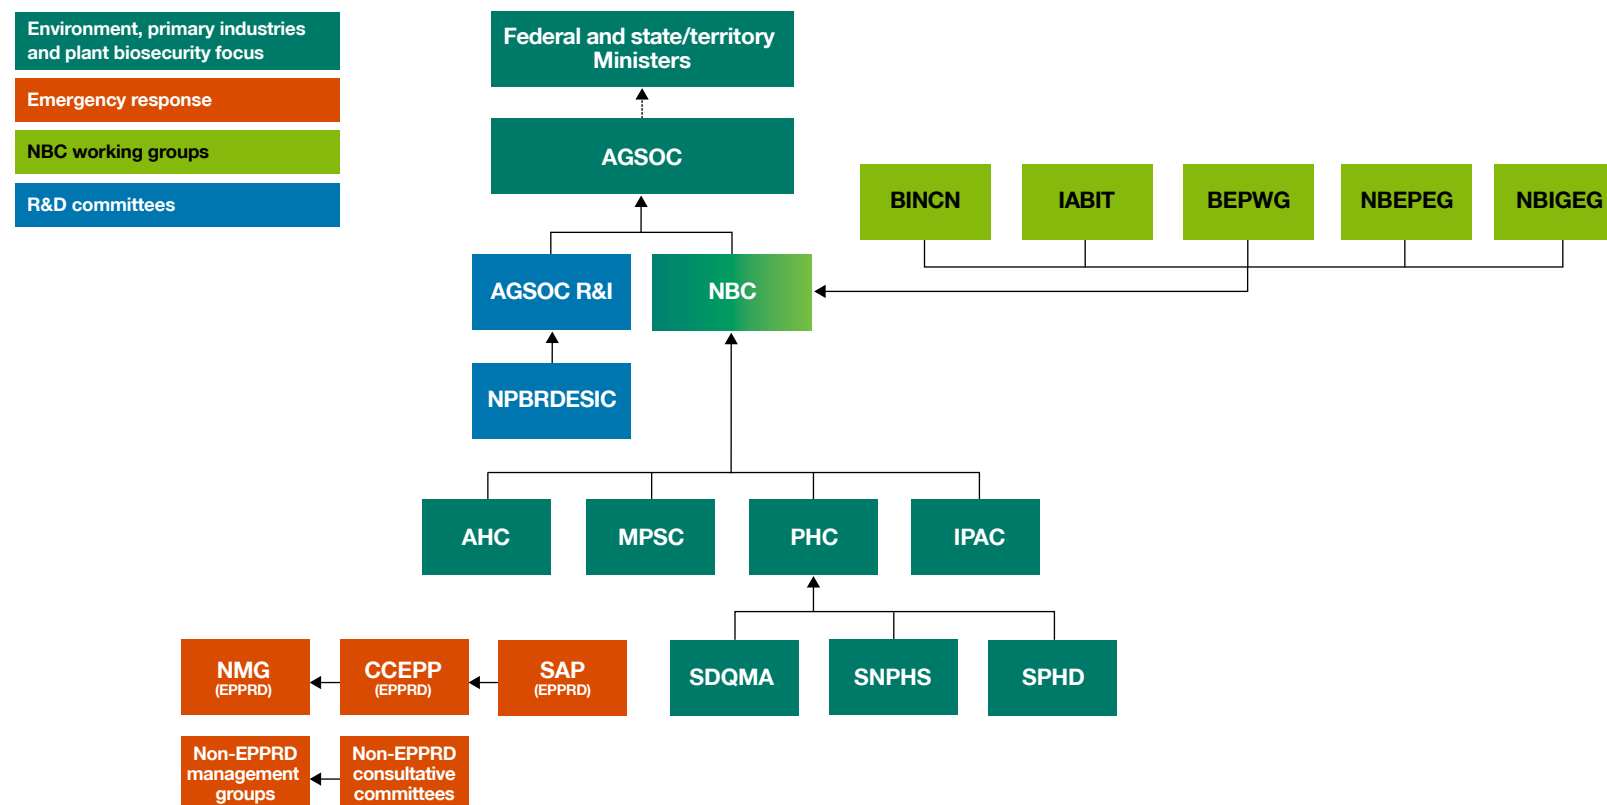 Environment, primary industries
and plant biosecurity focus
Emergency response
NBC working groups
R&D committees
Federal and state/territory
Ministers
AGSOC
BINCN
IABIT
BEPWG
NBEPEG
NBIGEG
AGSOC R&I
NBC
NPBRDESIC
AHC
MPSC
PHC
IPAC
NMG
(EPPRD)
CCEPP
(EPPRD)
SAP
(EPPRD)
SDQMA
SNPHS
SPHD
Non-EPPRD
management
groups
Non-EPPRD
consultative
committees